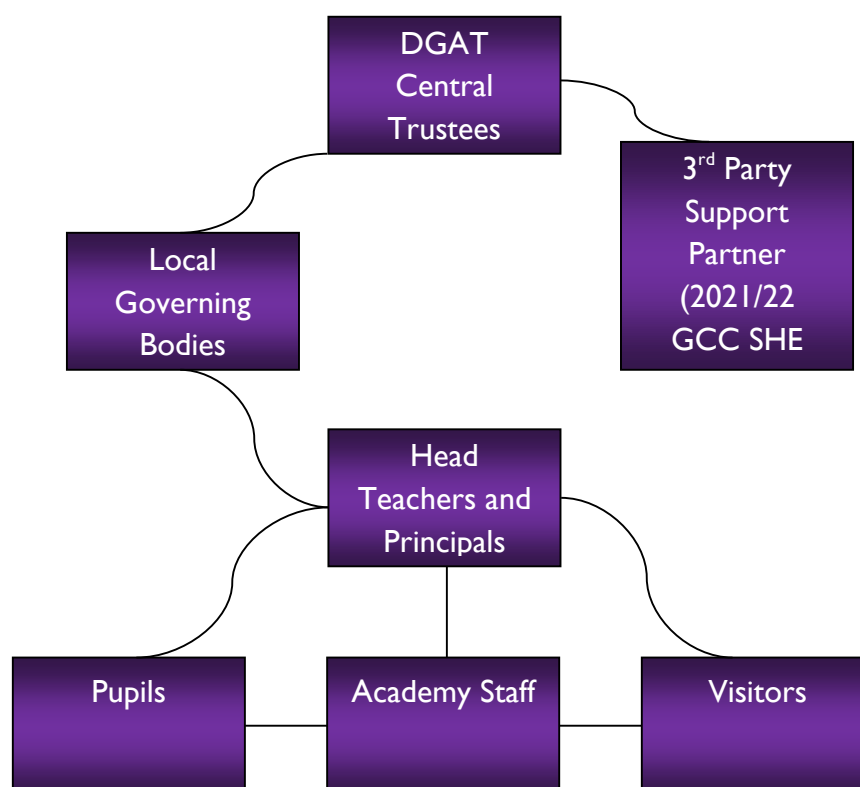 DGAT
Central
Trustees
3rd Party
Support
Partner
(2021/22
GCC SHE
Local
Governing
Bodies
Head
Teachers and
Principals
Pupils
Academy Staff
Visitors